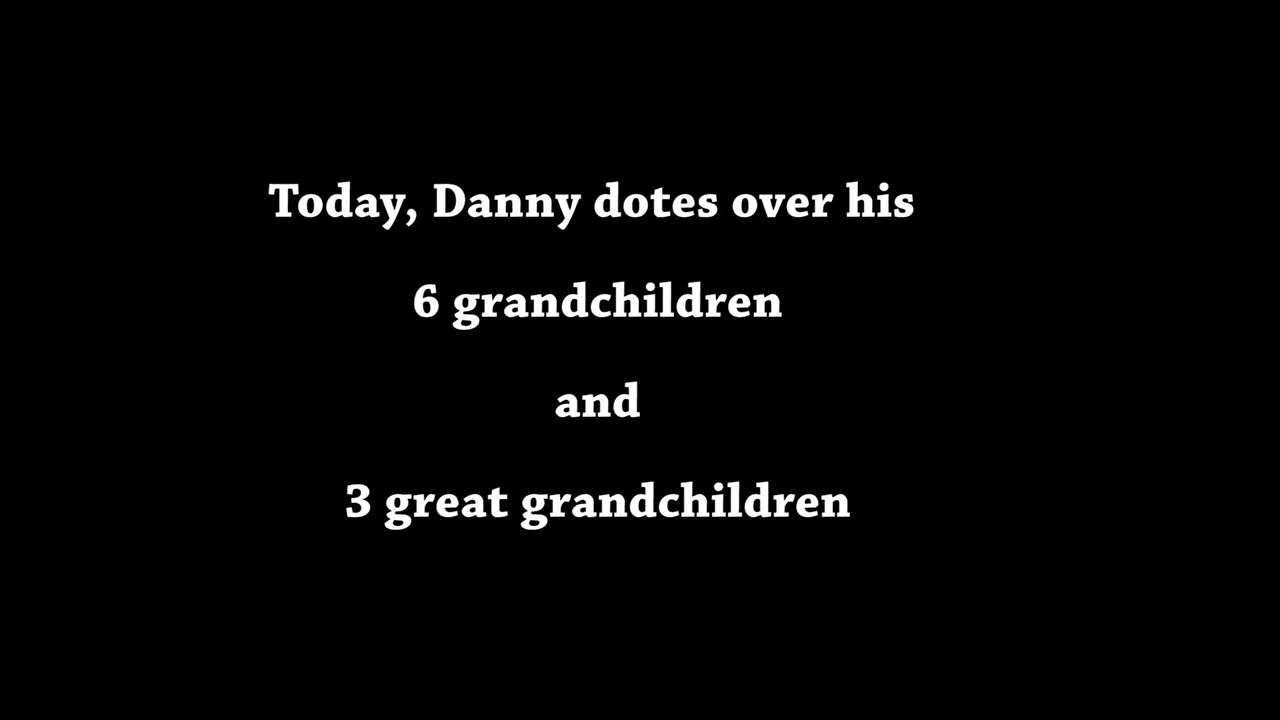 Today, Danny dotes over his
6 grandchildren
and
3 great grandchildren